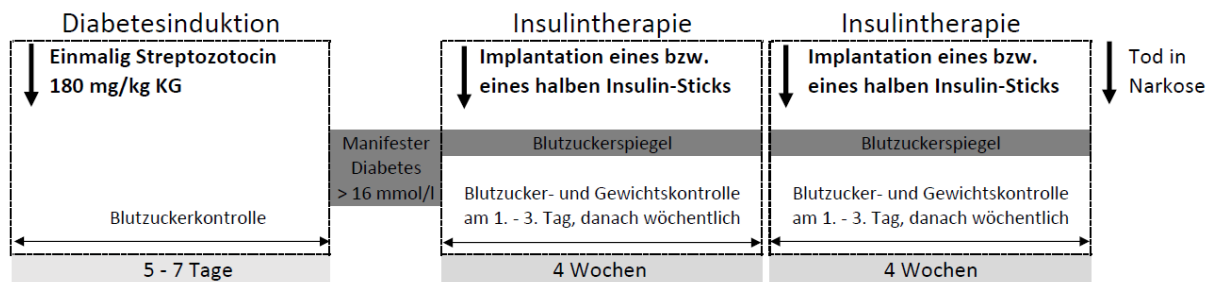 Diabetesinduktion
Einmalig Streptozotocin
180 mg/kg KG
Blutzuckerkontrolle
5 - 7 Tage
Manifester
Diabetes
> 16 mmol/l
Insulintherapie
Implantation eines bzw.
eines halben Insulin-Sticks
Blutzuckerspiegel
Blutzucker- und Gewichtskontrolle
am 1. - 3. Tag, danach wöchentlich
4 Wochen
Insulintherapie
Implantation eines bzw.
eines halben Insulin-Sticks
Blutzuckerspiegel
Blutzucker- und Gewichtskontrolle
am 1. - 3. Tag, danach wöchentlich
4 Wochen
Tod in
Narkose